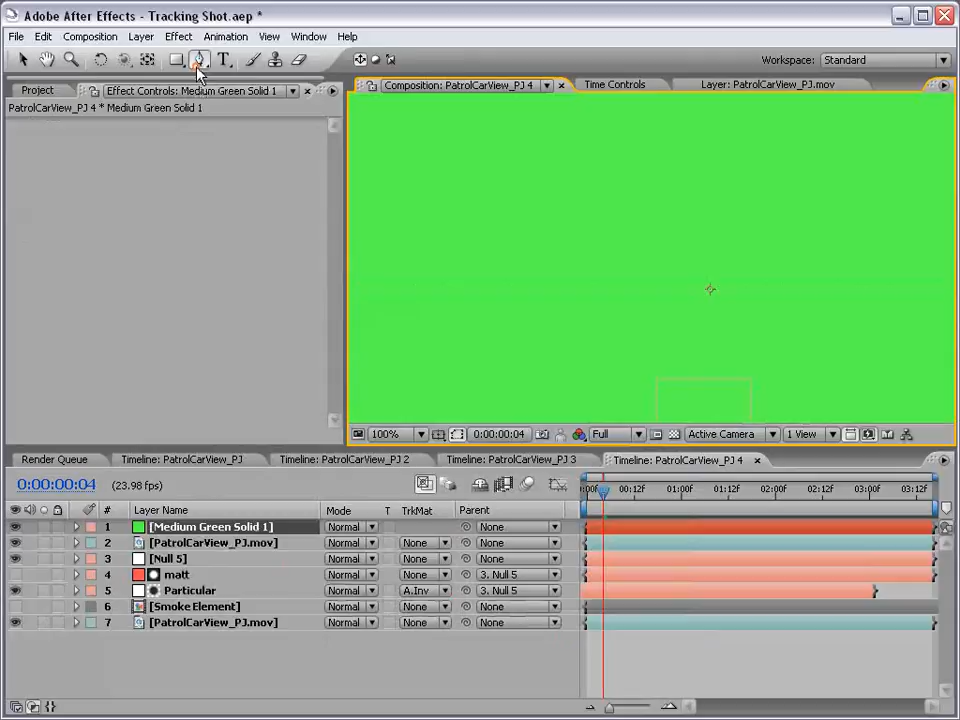 Adobe After Effects - Tracking Shot.aep *
File Edit Composition Layer Effect Animation View Window Help
T Workspace: Standard
Project Effect Controls: Medium Green Solid 1 Composition: PatrolCarView_PJ 4 Time Controls Layer: PatrolCarView_PJ.mov
PatrolCarView_PJ 4 * Medium Green Solid 1
100% 0:00:00:04 Full Active Camera 1 View
Render Queue Timeline: PatrolCarView_PJ Timeline: PatrolCarView_PJ 2 Timeline: PatrolCarView_PJ 3 Timeline: PatrolCarView_PJ 4
0:00:00:04 (23.98 fps) :00f 00:12f 01:00f 01:12f 02:00f 02:12f 03:00f 03:12f
# Layer Name Mode T TrkMat Parent
1 [Medium Green Solid 1] Normal None
2 [PatrolCarView_PJ.mov] Normal None None
3 [Null 5] Normal None None
4 matt Normal None 3. Null 5
5 Particular Normal A.Inv 3. Null 5
6 [Smoke Element] Normal None None
7 [PatrolCarView_PJ.mov] Normal None None